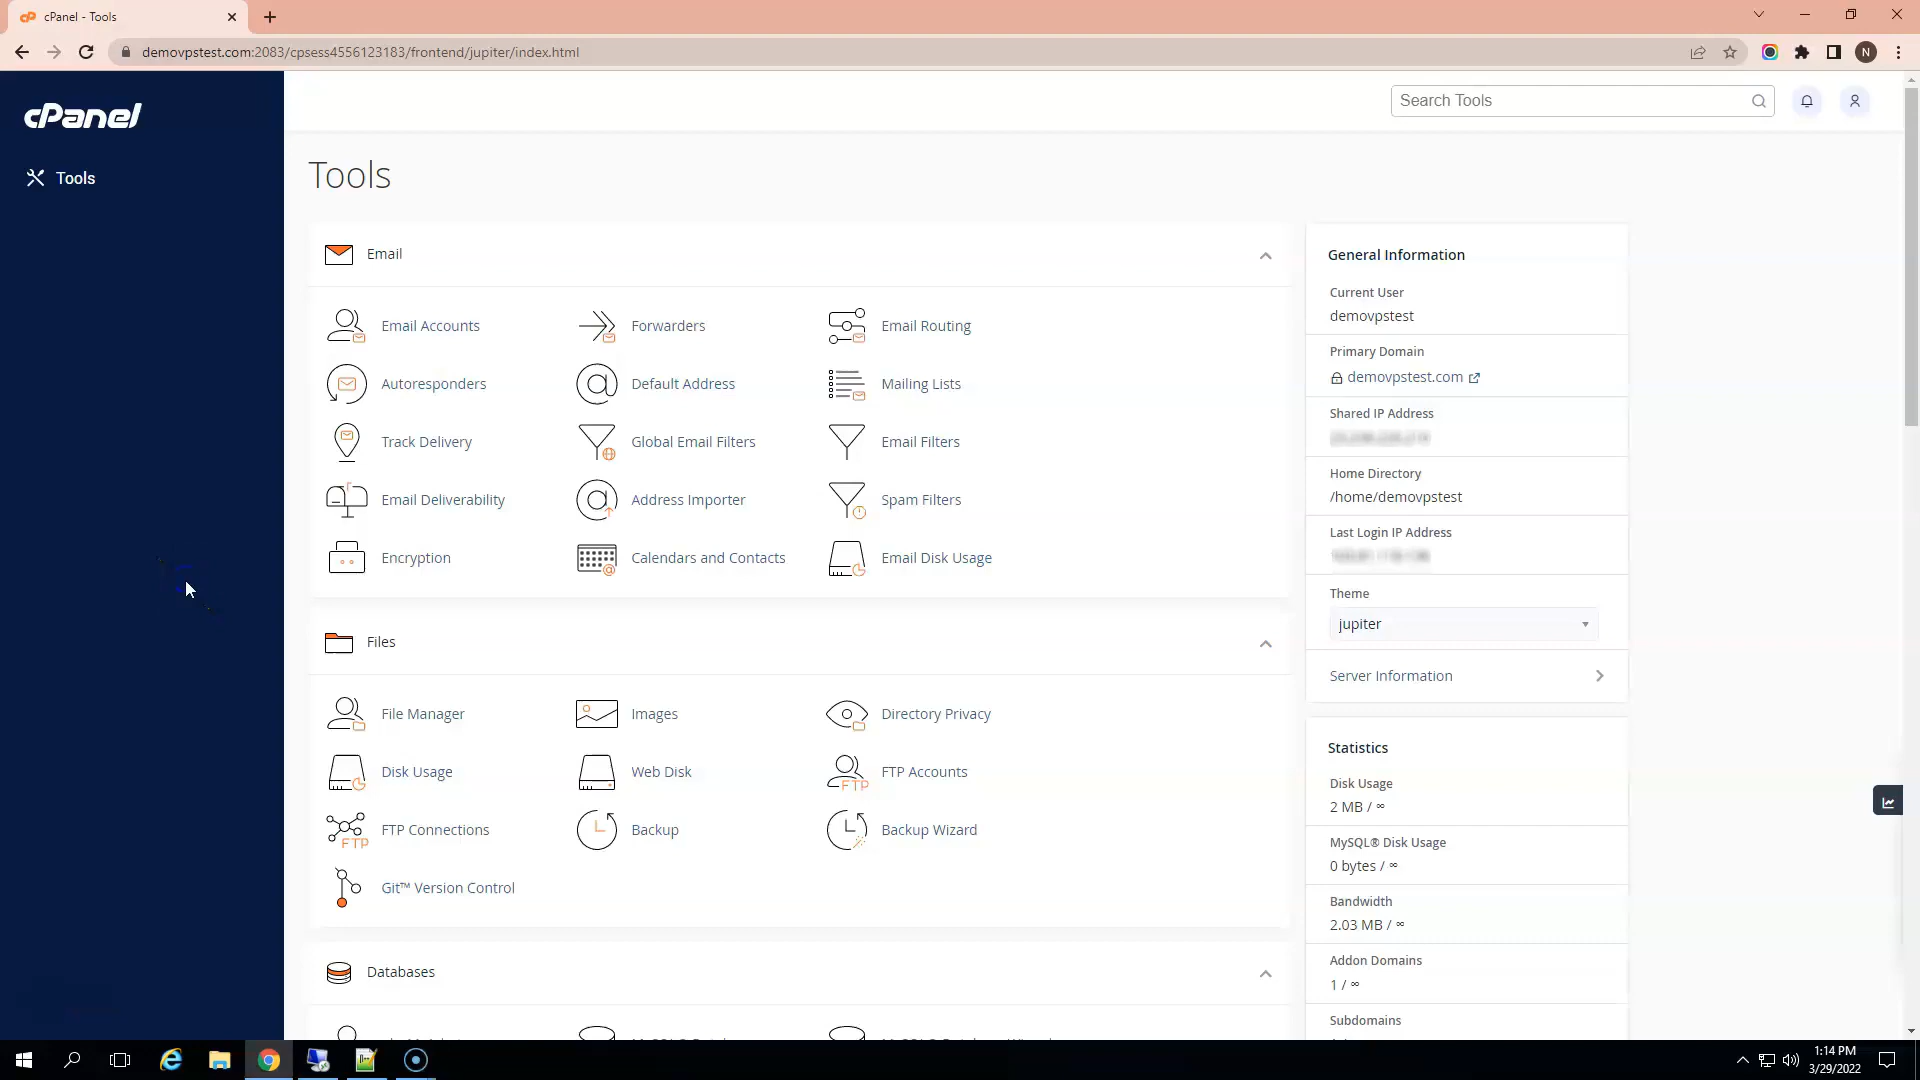 cPanel - Tools
demovpstest.com:2083/cpsess4556123183/frontend/jupiter/index.html
N
cPanel
Search Tools
Tools
Tools
Email
Email Accounts
Forwarders
Email Routing
Autoresponders
Default Address
Mailing Lists
Track Delivery
Global Email Filters
Email Filters
Email Deliverability
Address Importer
Spam Filters
Encryption
Calendars and Contacts
Email Disk Usage
Files
File Manager
Images
Directory Privacy
Disk Usage
Web Disk
FTP
FTP Accounts
FTP
FTP Connections
Backup
Backup Wizard
Git™ Version Control
Databases
General Information
Current User
demovpstest
Primary Domain
demovpstest.com
Shared IP Address
Home Directory
/home/demovpstest
Last Login IP Address
Theme
jupiter
Server Information
Statistics
Disk Usage
2 MB / ∞
MySQL® Disk Usage
0 bytes / ∞
Bandwidth
2.03 MB / ∞
Addon Domains
1 / ∞
Subdomains
1:14 PM
3/29/2022